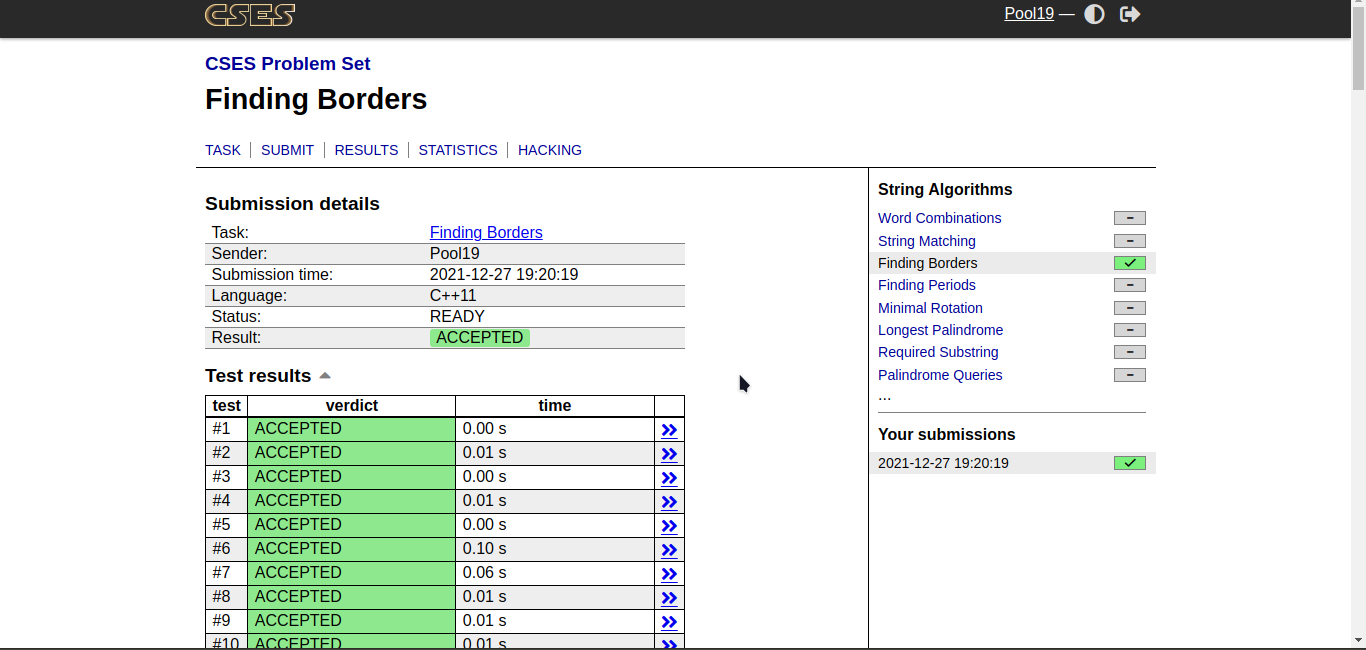 CSES
Pool19 —
CSES Problem Set
Finding Borders
TASK | SUBMIT | RESULTS | STATISTICS | HACKING
Submission details
Task: Finding Borders
Sender: Pool19
Submission time: 2021-12-27 19:20:19
Language: C++11
Status: READY
Result: ACCEPTED
Test results
test verdict time
#1 ACCEPTED 0.00 s »
#2 ACCEPTED 0.01 s »
#3 ACCEPTED 0.00 s »
#4 ACCEPTED 0.01 s »
#5 ACCEPTED 0.00 s »
#6 ACCEPTED 0.10 s »
#7 ACCEPTED 0.06 s »
#8 ACCEPTED 0.01 s »
#9 ACCEPTED 0.01 s »
#10 ACCEPTED 0.01 s »
String Algorithms
Word Combinations –
String Matching –
Finding Borders ✓
Finding Periods –
Minimal Rotation –
Longest Palindrome –
Required Substring –
Palindrome Queries –
...
Your submissions
2021-12-27 19:20:19 ✓